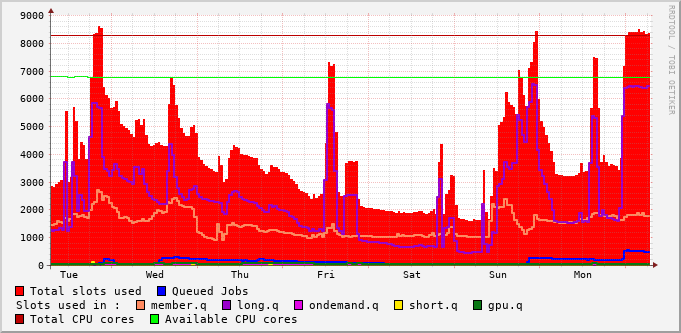 9000
8000
7000
6000
5000
4000
3000
2000
1000
0
Tue Wed Thu Fri Sat Sun Mon
RRDTOOL / TOBI OETIKER
Total slots used Queued Jobs
Slots used in : member.q long.q ondemand.q short.q gpu.q
Total CPU cores Available CPU cores